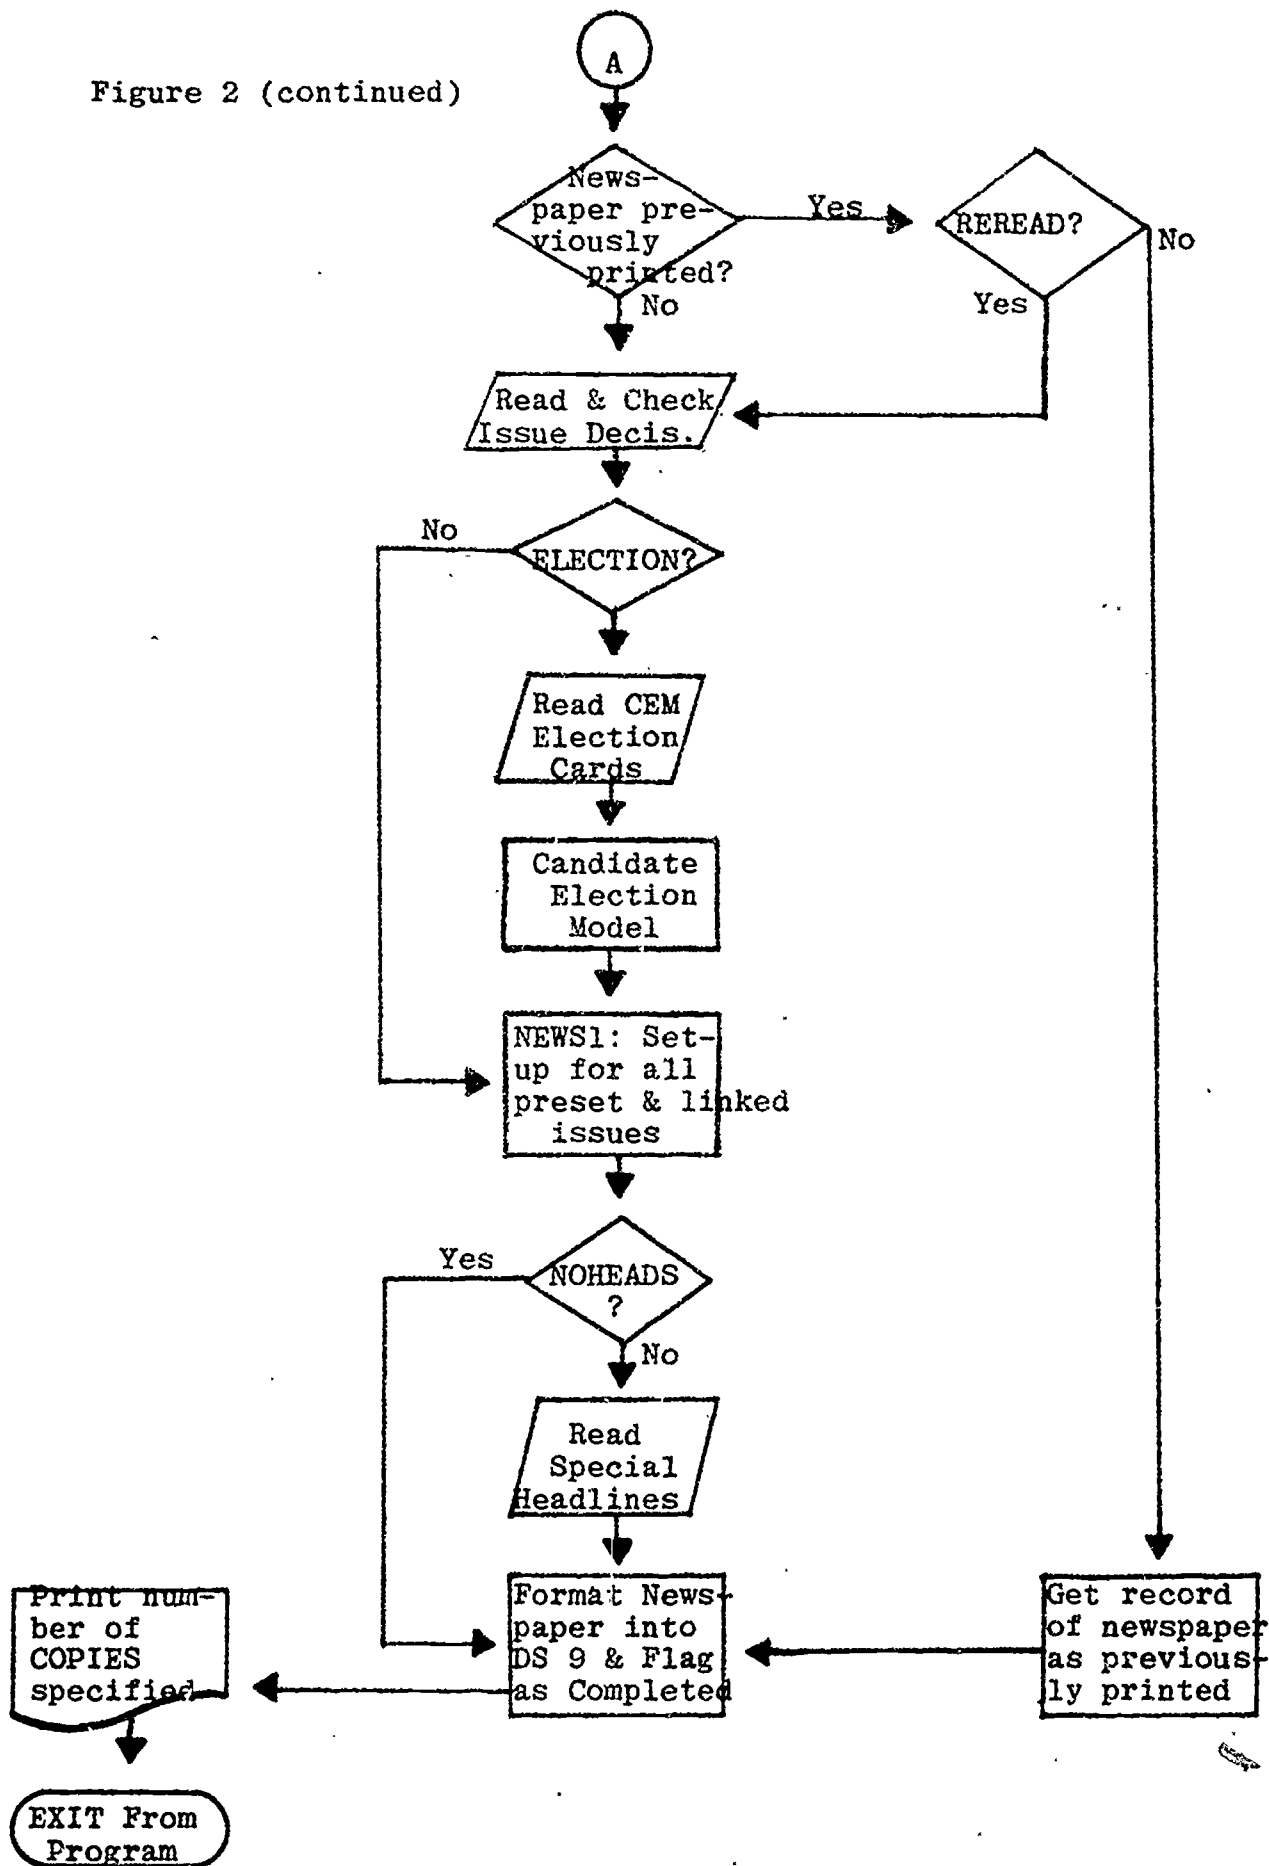 A
Figure 2 (continued)
News-
paper pre-
viously
printed?
Yes
REREAD?
No
No
Yes
Read & Check
Issue Decis.
No
ELECTION?
Read CEM
Election
Cards
Candidate
Election
Model
NEWS1: Set-
up for all
preset & linked
issues
Yes
NOHEADS
?
No
Read
Special
Headlines
Print num-
ber of
COPIES
specified
Format News-
paper into
DS 9 & Flag
as Completed
Get record
of newspaper
as previous-
ly printed
EXIT From
Program